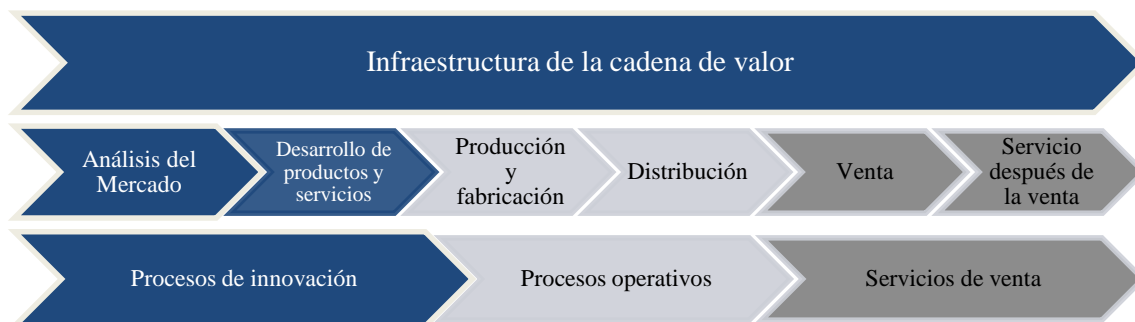 Infraestructura de la cadena de valor
Análisis del
Mercado
Desarrollo de
productos y
servicios
Producción
y
fabricación
Distribución
Venta
Servicio
después de
la venta
Procesos de innovación
Procesos operativos
Servicios de venta